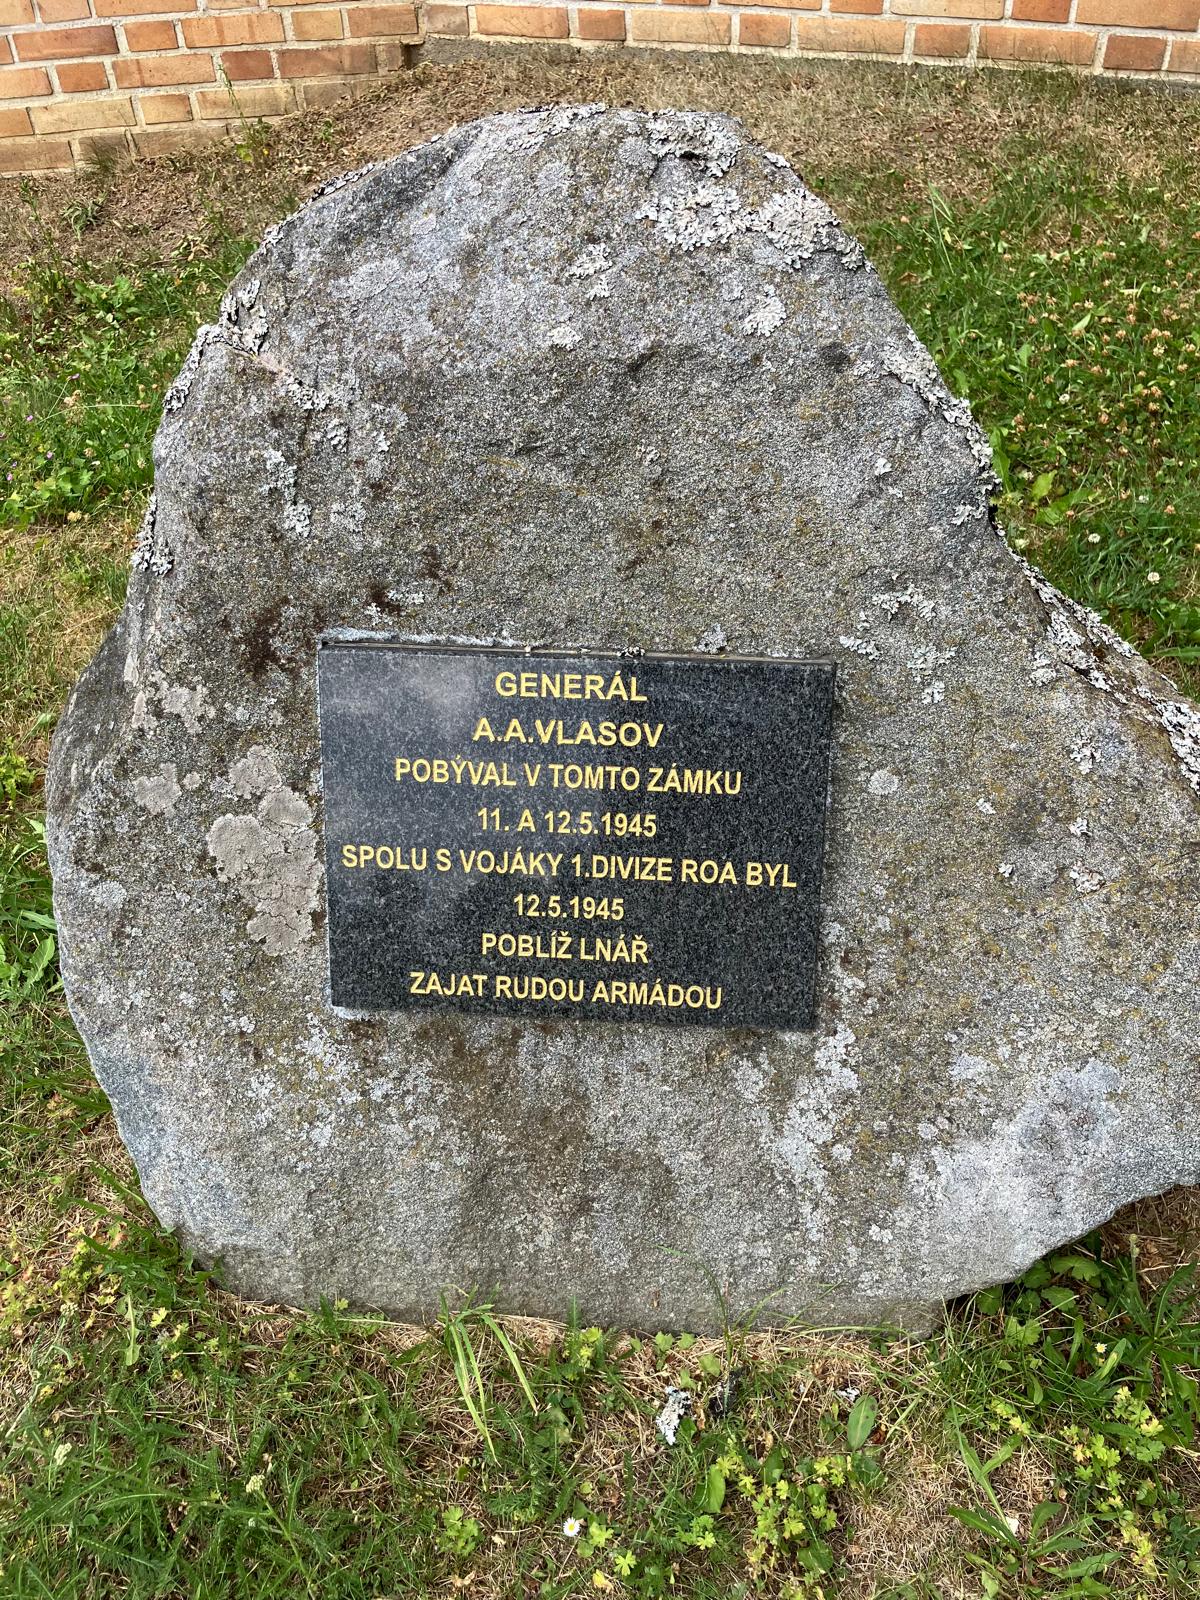 GENERÁL
A.A.VLASOV
POBÝVAL V TOMTO ZÁMKU
11. A 12.5.1945
SPOLU S VOJÁKY 1.DIVIZE ROA BYL
12.5.1945
POBLÍŽ LNÁŘ
ZAJAT RUDOU ARMÁDOU